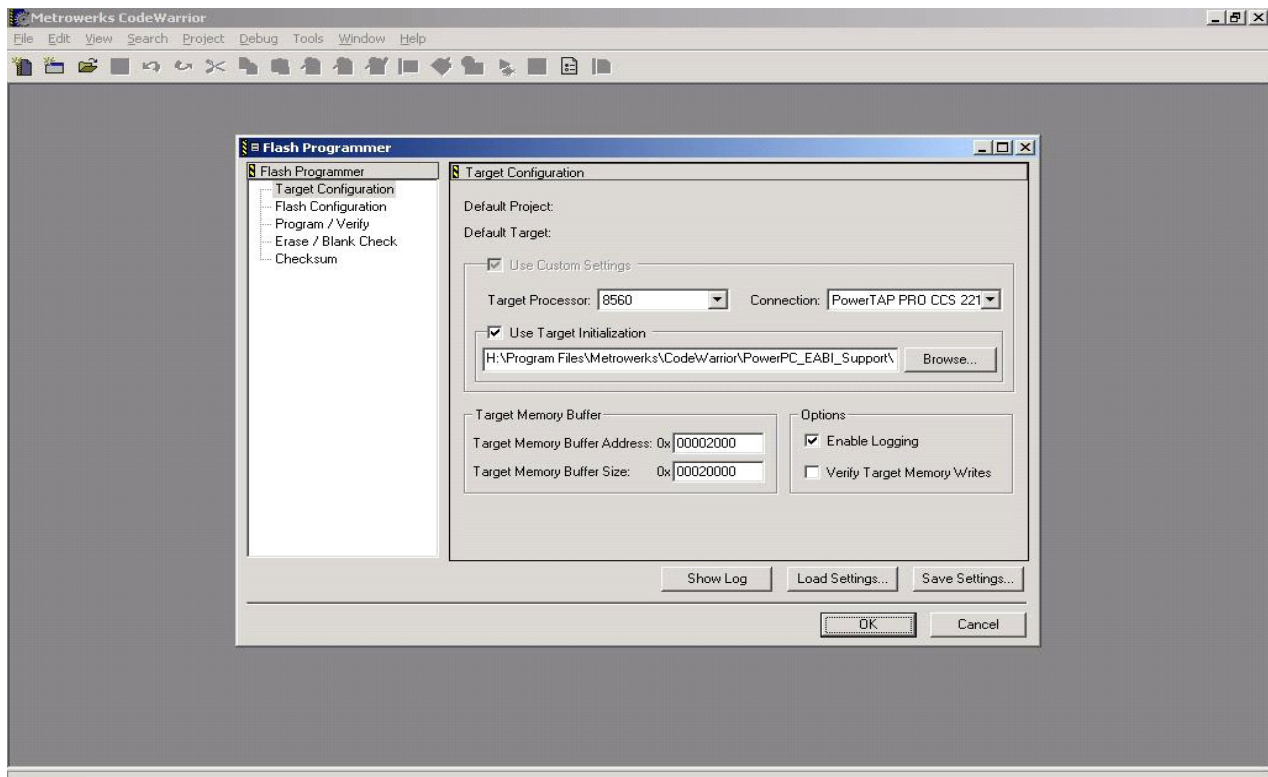 Metrowerks CodeWarrior
File Edit View Search Project Debug Tools Window Help
Flash Programmer
Flash Programmer
Target Configuration
Flash Configuration
Program / Verify
Erase / Blank Check
Checksum
Target Configuration
Default Project:
Default Target:
Use Custom Settings
Target Processor: 8560 Connection: PowerTAP PRO CCS 221
Use Target Initialization
H:\Program Files\Metrowerks\CodeWarrior\PowerPC_EABI_Support\ Browse...
Target Memory Buffer
Target Memory Buffer Address: 0x 00002000
Target Memory Buffer Size: 0x 00020000
Options
Enable Logging
Verify Target Memory Writes
Show Log Load Settings... Save Settings...
OK Cancel